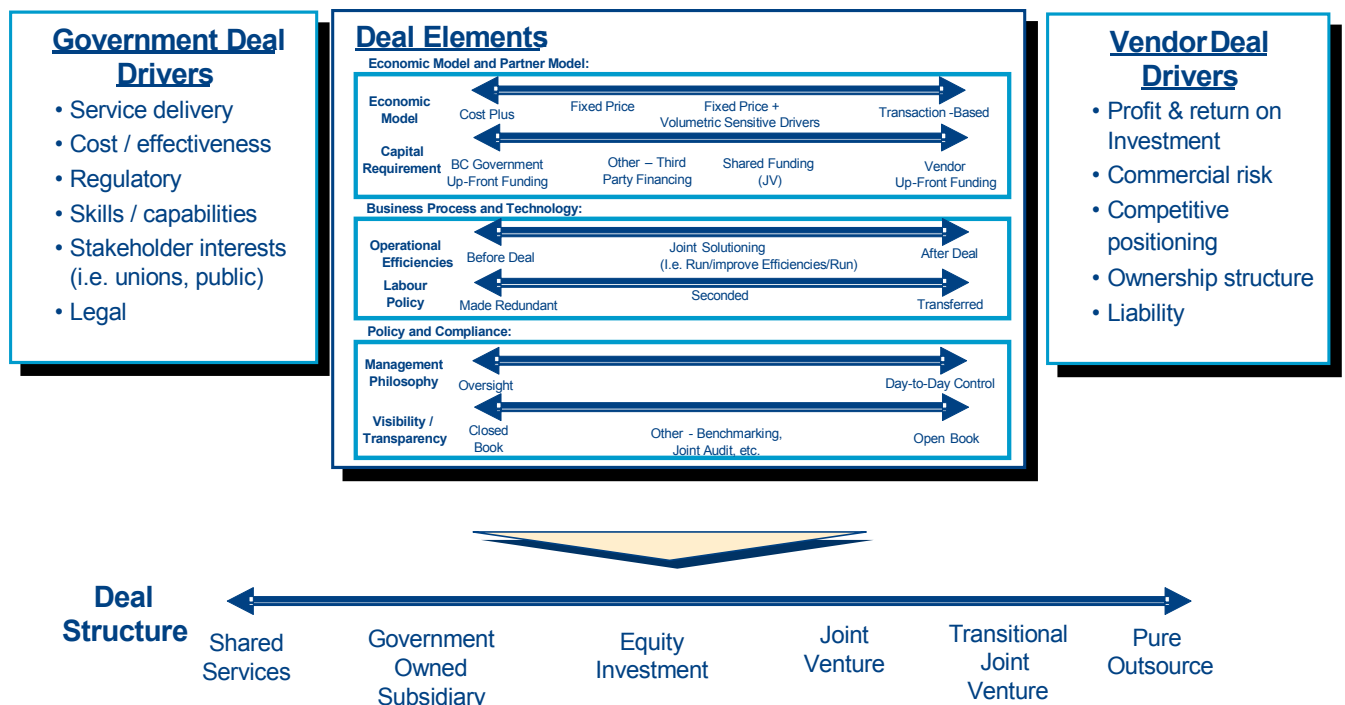 Government Deal
Drivers
• Service delivery
• Cost / effectiveness
• Regulatory
• Skills / capabilities
• Stakeholder interests
(i.e. unions, public)
• Legal
Deal Elements
Economic Model and Partner Model:
Economic
Model
Cost Plus
Fixed Price
Fixed Price +
Volumetric Sensitive Drivers
Transaction -Based
Capital
Requirement
BC Government
Up-Front Funding
Other – Third
Party Financing
Shared Funding
(JV)
Vendor
Up-Front Funding
Business Process and Technology:
Operational
Efficiencies
Before Deal
Joint Solutioning
(I.e. Run/improve Efficiencies/Run)
After Deal
Labour
Policy
Made Redundant
Seconded
Transferred
Policy and Compliance:
Management
Philosophy
Oversight
Day-to-Day Control
Visibility /
Transparency
Closed
Book
Other - Benchmarking,
Joint Audit, etc.
Open Book
Vendor Deal
Drivers
• Profit & return on
Investment
• Commercial risk
• Competitive
positioning
• Ownership structure
• Liability
Deal
Structure
Shared
Services
Government
Owned
Subsidiary
Equity
Investment
Joint
Venture
Transitional
Joint
Venture
Pure
Outsource